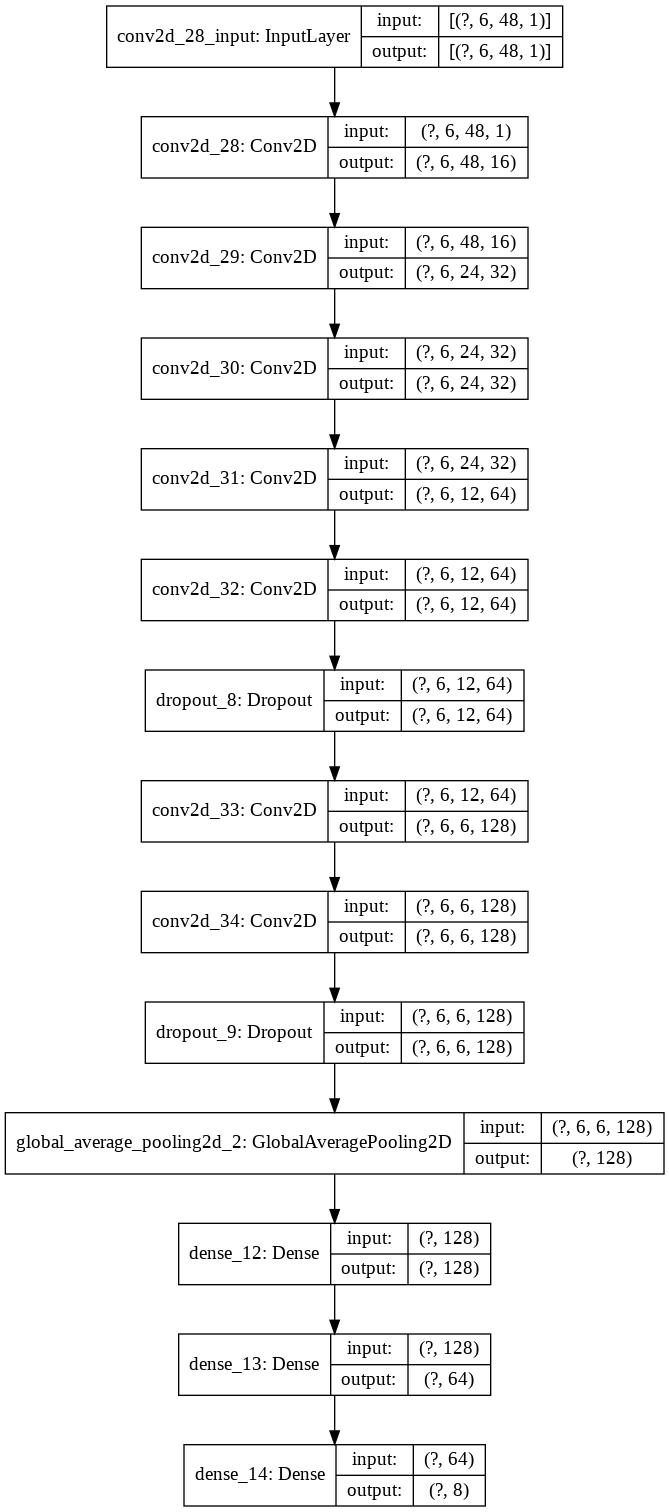 conv2d_28_input: InputLayer input: [(?, 6, 48, 1)]
output: [(?, 6, 48, 1)]
conv2d_28: Conv2D input: (?, 6, 48, 1)
output: (?, 6, 48, 16)
conv2d_29: Conv2D input: (?, 6, 48, 16)
output: (?, 6, 24, 32)
conv2d_30: Conv2D input: (?, 6, 24, 32)
output: (?, 6, 24, 32)
conv2d_31: Conv2D input: (?, 6, 24, 32)
output: (?, 6, 12, 64)
conv2d_32: Conv2D input: (?, 6, 12, 64)
output: (?, 6, 12, 64)
dropout_8: Dropout input: (?, 6, 12, 64)
output: (?, 6, 12, 64)
conv2d_33: Conv2D input: (?, 6, 12, 64)
output: (?, 6, 6, 128)
conv2d_34: Conv2D input: (?, 6, 6, 128)
output: (?, 6, 6, 128)
dropout_9: Dropout input: (?, 6, 6, 128)
output: (?, 6, 6, 128)
global_average_pooling2d_2: GlobalAveragePooling2D input: (?, 6, 6, 128)
output: (?, 128)
dense_12: Dense input: (?, 128)
output: (?, 128)
dense_13: Dense input: (?, 128)
output: (?, 64)
dense_14: Dense input: (?, 64)
output: (?, 8)